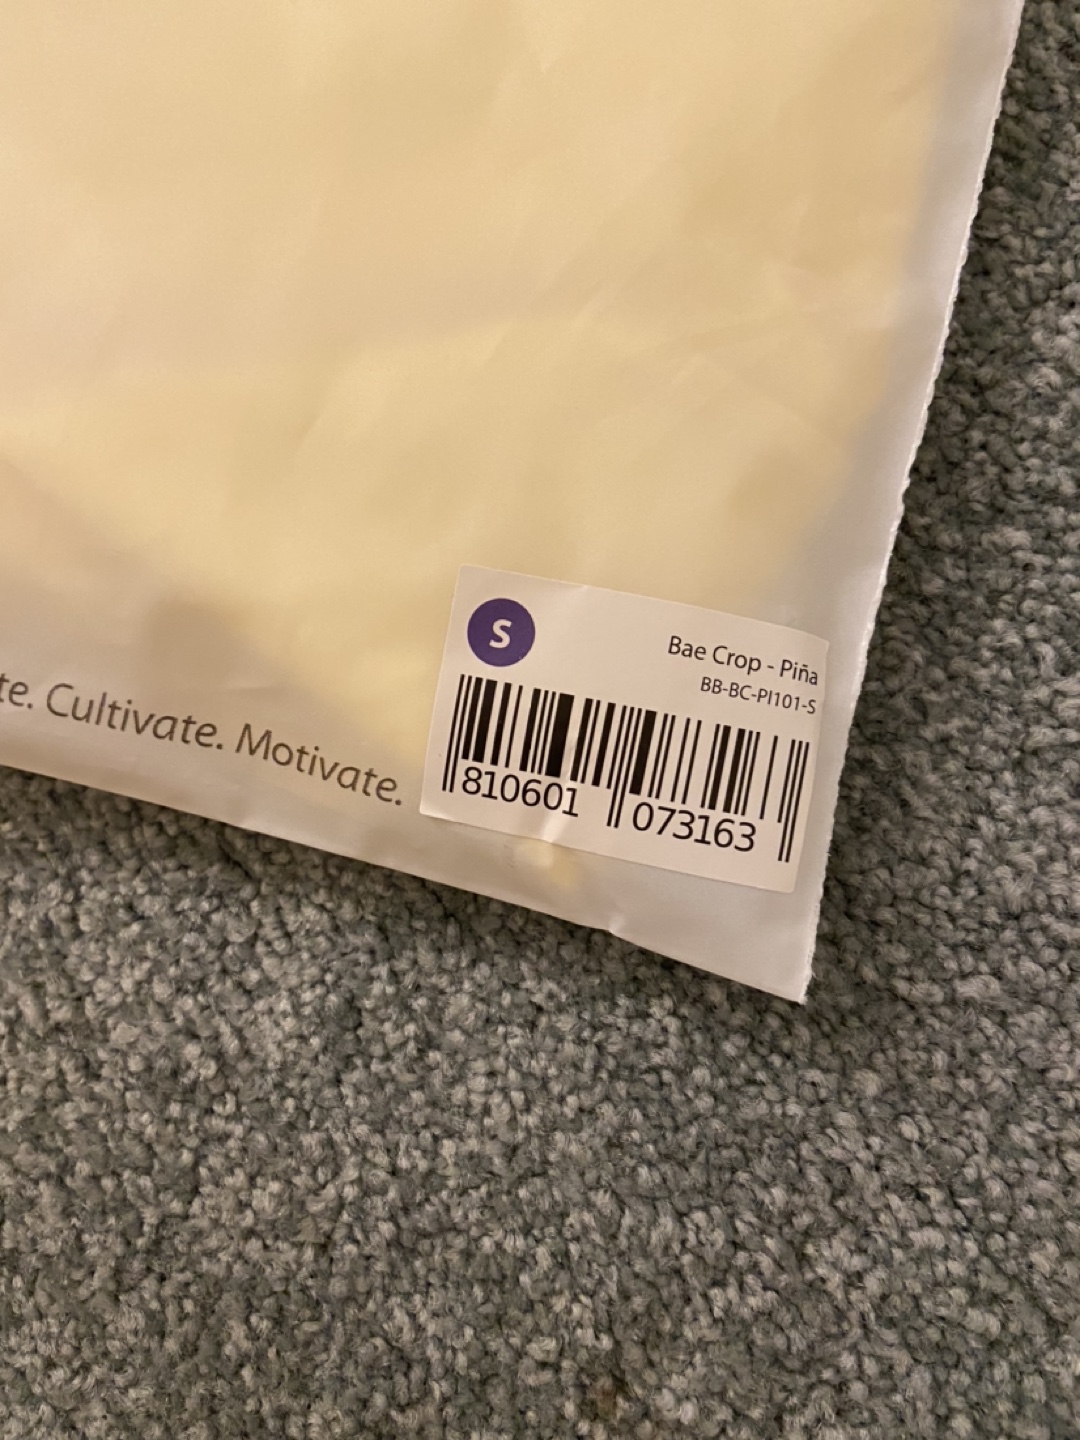 S
Bae Crop - Piña
BB-BC-PI101-S
810601 073163
te. Cultivate. Motivate.